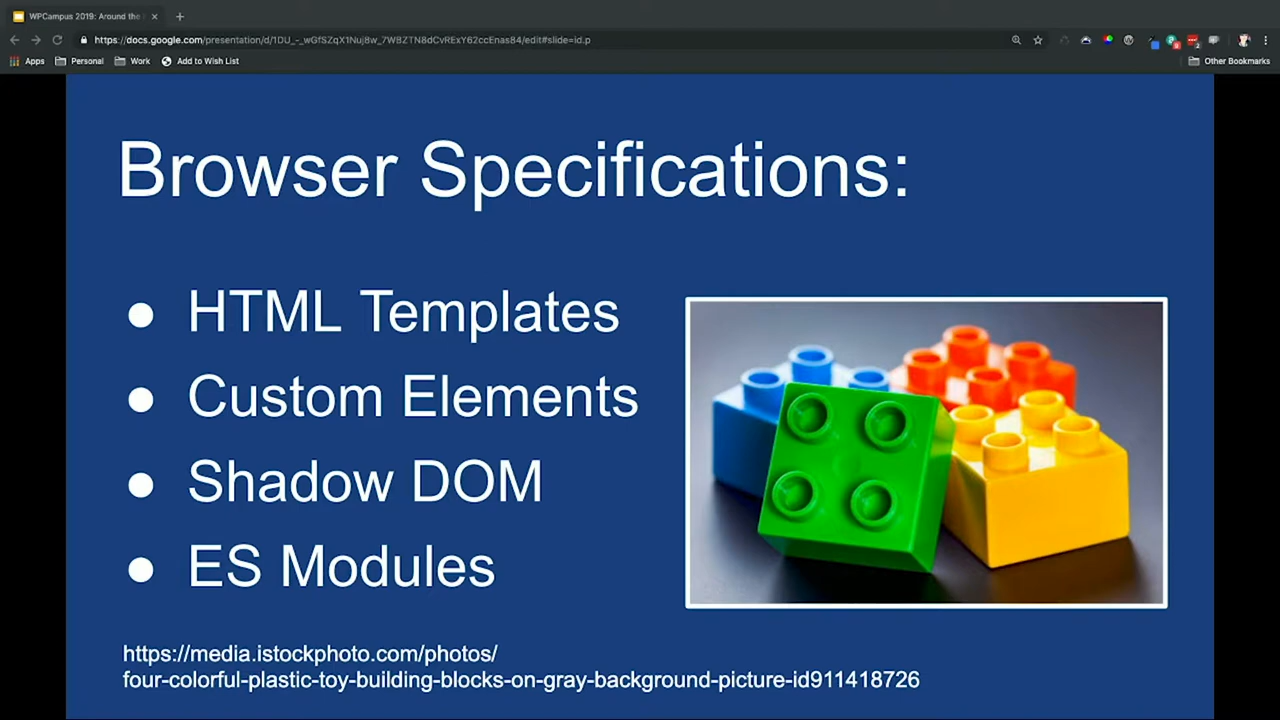 WPCampus 2019: Around the
https://docs.google.com/presentation/d/1DU_-_wGfSZqX1Nuj8w_7WBZTN8dCvRExY62ccEnas84/edit#slide=id.p
Apps Personal Work Add to Wish List Other Bookmarks
Browser Specifications:
● HTML Templates
● Custom Elements
● Shadow DOM
● ES Modules
https://media.istockphoto.com/photos/
four-colorful-plastic-toy-building-blocks-on-gray-background-picture-id911418726